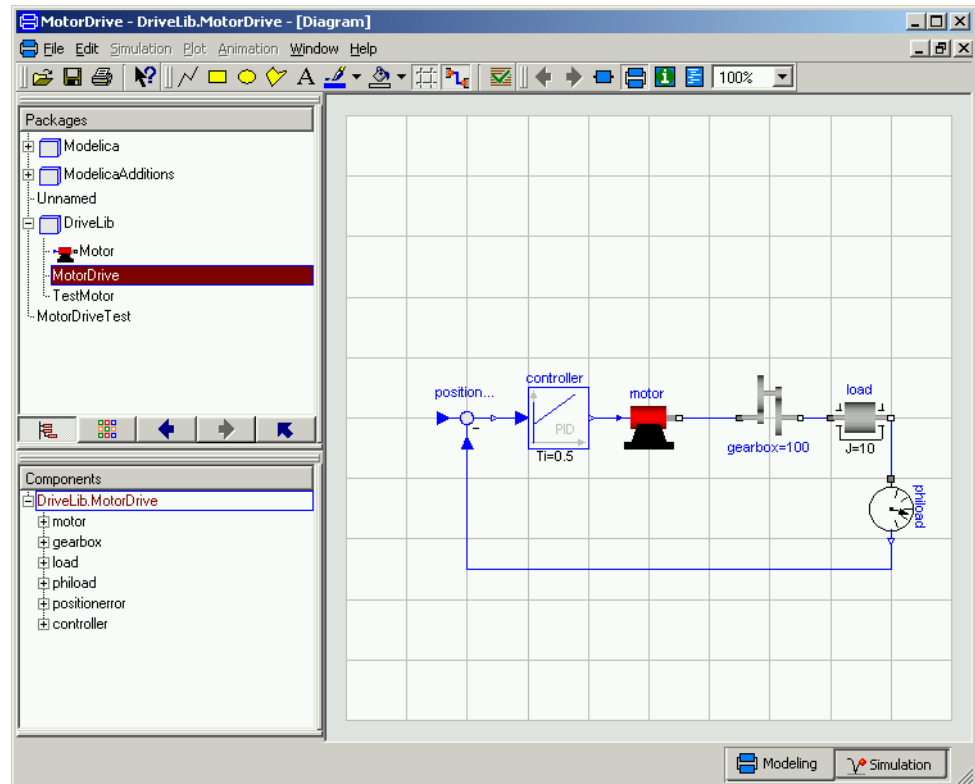 MotorDrive - DriveLib.MotorDrive - [Diagram]
File Edit Simulation Plot Animation Window Help
A 100%
Packages
Modelica
ModelicaAdditions
Unnamed
DriveLib
Motor
MotorDrive
TestMotor
MotorDriveTest
Components
DriveLib.MotorDrive
motor
gearbox
load
phiload
positionerror
controller
controller
position...
motor
load
PID
-
Ti=0.5
gearbox=100
J=10
phiload
Modeling
Simulation